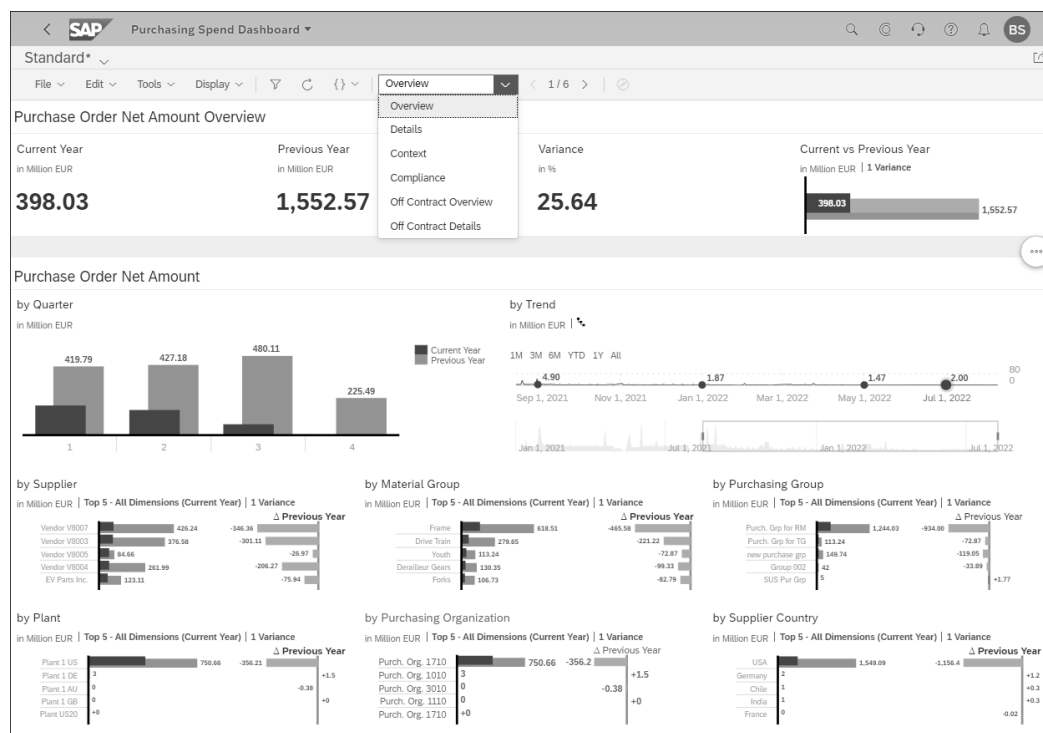 SAP Purchasing Spend Dashboard BS
Standard*
File Edit Tools Display { } Overview 1 / 6
Overview
Details
Context
Compliance
Off Contract Overview
Off Contract Details
Purchase Order Net Amount Overview
Current Year
in Million EUR
398.03
Previous Year
in Million EUR
1,552.57
Variance
in %
25.64
Current vs Previous Year
in Million EUR | 1 Variance
398.03
1,552.57
Purchase Order Net Amount
by Quarter
in Million EUR
419.79 427.18 480.11 225.49
Current Year
Previous Year
1 2 3 4
by Trend
in Million EUR
1M 3M 6M YTD 1Y All
4.90 1.87 1.47 2.00
80
0
Sep 1, 2021 Nov 1, 2021 Jan 1, 2022 Mar 1, 2022 May 1, 2022 Jul 1, 2022
Jan 1, 2021 Jul 1, 2021 Jan 1, 2022 Jul 1, 2022
by Supplier
in Million EUR | Top 5 - All Dimensions (Current Year) | 1 Variance
Δ Previous Year
Vendor V8007 426.24 -346.36
Vendor V8003 376.58 -301.11
Vendor V8005 84.66 -26.97
Vendor V8004 261.99 -206.27
EV Parts Inc. 123.11 -75.94
by Material Group
in Million EUR | Top 5 - All Dimensions (Current Year) | 1 Variance
Δ Previous Year
Frame 618.51 -465.58
Drive Train 279.65 -221.22
Youth 113.24 -72.87
Derailleur Gears 130.35 -99.33
Forks 106.73 -82.79
by Purchasing Group
in Million EUR | Top 5 - All Dimensions (Current Year) | 1 Variance
Δ Previous Year
Purch. Grp for RM 1,244.03 -934.00
Purch. Grp for TG 113.24 -72.87
new purchase grp 149.74 -119.05
Group 002 42 -33.89
SUS Pur Grp 5 +1.77
by Plant
in Million EUR | Top 5 - All Dimensions (Current Year) | 1 Variance
Δ Previous Year
Plant 1 US 750.66 -356.21
Plant 1 DE 3 +1.5
Plant 1 AU 0 -0.38
Plant 1 GB 0 +0
Plant US20 +0
by Purchasing Organization
in Million EUR | Top 5 - All Dimensions (Current Year) | 1 Variance
Δ Previous Year
Purch. Org. 1710 750.66 -356.2
Purch. Org. 1010 3 +1.5
Purch. Org. 3010 0 -0.38
Purch. Org. 1110 0 +0
Purch. Org. 1710 +0
by Supplier Country
in Million EUR | Top 5 - All Dimensions (Current Year) | 1 Variance
Δ Previous Year
USA 1,549.09 -1,156.4
Germany 2 +1.2
Chile 1 +0.3
India 1 +0.3
France 0 -0.02